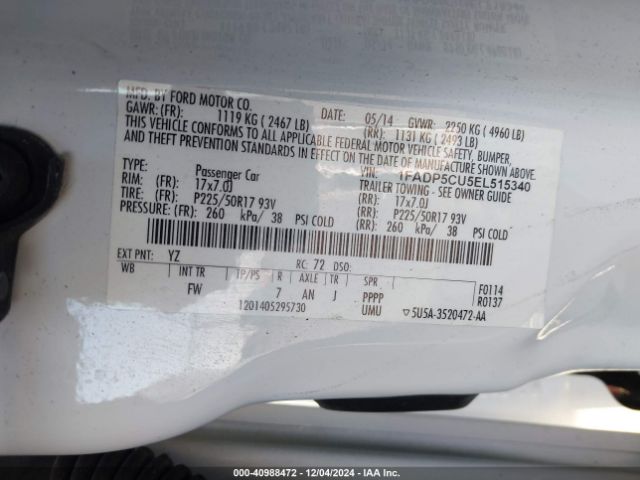 MFD. BY FORD MOTOR CO.
DATE: 05/14 GVWR: 2250 KG ( 4960 LB)
GAWR: (FR): 1119 KG ( 2467 LB) (RR): 1131 KG ( 2493 LB)
THIS VEHICLE CONFORMS TO ALL APPLICABLE FEDERAL MOTOR VEHICLE SAFETY, BUMPER,
AND THEFT PREVENTION STANDARDS IN EFFECT ON THE DATE OF MANUFACTURE SHOWN ABOVE.
VIN: 1FADP5CU5EL515340
TYPE: Passenger Car TRAILER TOWING - SEE OWNER GUIDE
RIM: (FR): 17x7.0J (RR): 17x7.0J
TIRE: (FR): P225/50R17 93V (RR): P225/50R17 93V
PRESSURE: (FR): 260 kPa/ 38 PSI COLD (RR): 260 kPa/ 38 PSI COLD
EXT PNT: YZ RC: 72 DSO:
WB INT TR TP/PS R AXLE TR SPR
FW 7 AN J PPPP
F0114
R0137
1201405295730 UMU ▽5U5A-3520472-AA
000-40988472 • 12/04/2024 • IAA Inc.